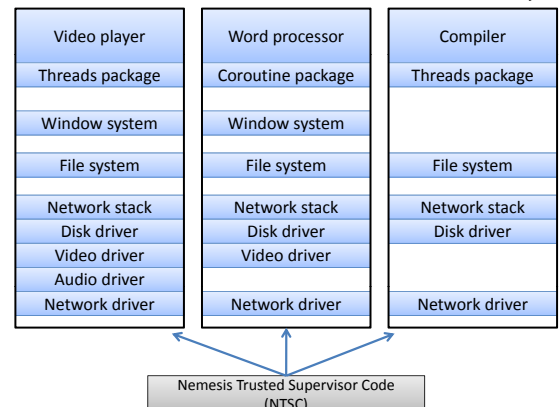 Video player
Threads package
Window system
File system
Network stack
Disk driver
Video driver
Audio driver
Network driver
Word processor
Coroutine package
Window system
File system
Network stack
Disk driver
Video driver
Network driver
Compiler
Threads package
File system
Network stack
Disk driver
Network driver
Nemesis Trusted Supervisor Code
(NTSC)